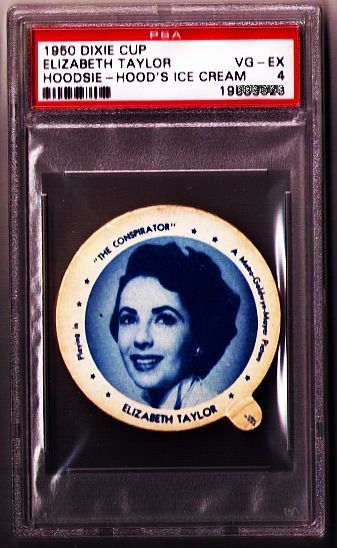 PSA
1950 DIXIE CUP
ELIZABETH TAYLOR VG-EX
HOODSIE-HOOD'S ICE CREAM 4
"THE CONSPIRATOR"
Playing in
A Metro-Goldwyn-Mayer Picture
ELIZABETH TAYLOR